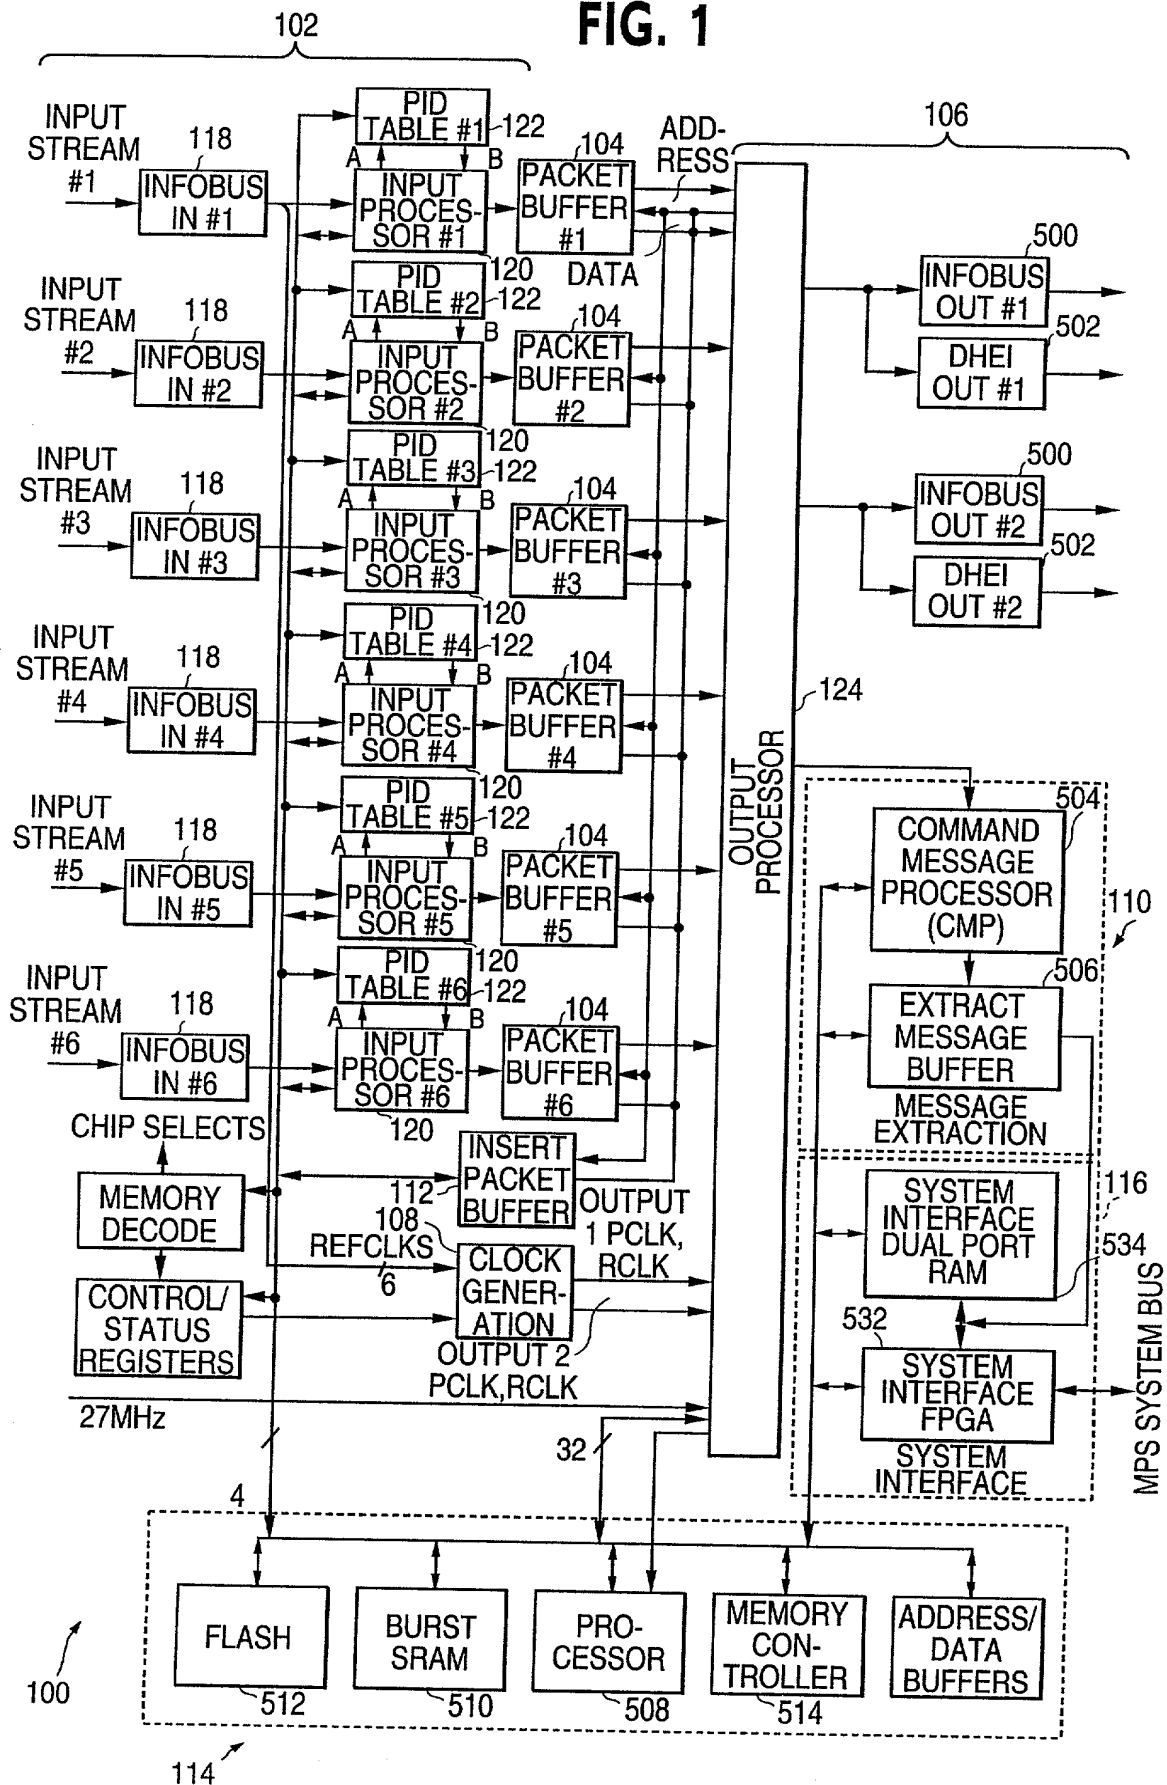 FIG. 1
102
106
INPUT
STREAM
#1
118
INFOBUS
IN #1
PID
TABLE #1
122
A
B
INPUT
PROCES-
SOR #1
120
104
PACKET
BUFFER
#1
ADD-
RESS
DATA
INPUT
STREAM
#2
118
INFOBUS
IN #2
PID
TABLE #2
122
A
B
INPUT
PROCES-
SOR #2
120
104
PACKET
BUFFER
#2
INPUT
STREAM
#3
118
INFOBUS
IN #3
PID
TABLE #3
122
A
B
INPUT
PROCES-
SOR #3
120
104
PACKET
BUFFER
#3
INPUT
STREAM
#4
118
INFOBUS
IN #4
PID
TABLE #4
122
A
B
INPUT
PROCES-
SOR #4
120
104
PACKET
BUFFER
#4
INPUT
STREAM
#5
118
INFOBUS
IN #5
PID
TABLE #5
122
A
B
INPUT
PROCES-
SOR #5
120
104
PACKET
BUFFER
#5
INPUT
STREAM
#6
118
INFOBUS
IN #6
PID
TABLE #6
122
A
B
INPUT
PROCES-
SOR #6
120
104
PACKET
BUFFER
#6
OUTPUT
PROCESSOR
124
500
INFOBUS
OUT #1
502
DHEI
OUT #1
500
INFOBUS
OUT #2
502
DHEI
OUT #2
504
COMMAND
MESSAGE
PROCESSOR
(CMP)
110
506
EXTRACT
MESSAGE
BUFFER
MESSAGE
EXTRACTION
CHIP SELECTS
MEMORY
DECODE
CONTROL/
STATUS
REGISTERS
INSERT
PACKET
BUFFER
112
108
REFCLKS
6
CLOCK
GENER-
ATION
OUTPUT
1 PCLK,
RCLK
OUTPUT 2
PCLK,RCLK
27MHz
32
4
116
SYSTEM
INTERFACE
DUAL PORT
RAM
534
532
SYSTEM
INTERFACE
FPGA
SYSTEM
INTERFACE
MPS SYSTEM BUS
FLASH
512
BURST
SRAM
510
PRO-
CESSOR
508
MEMORY
CON-
TROLLER
514
ADDRESS/
DATA
BUFFERS
100
114